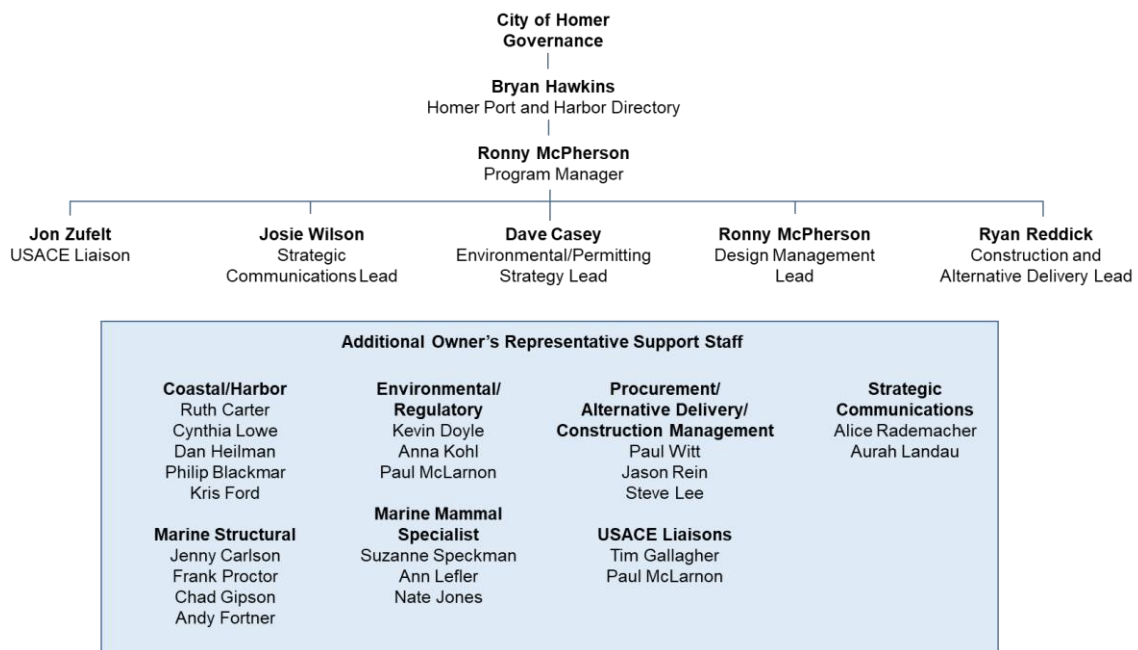 City of Homer
Governance
Bryan Hawkins
Homer Port and Harbor Directory
Ronny McPherson
Program Manager
Jon Zufelt
USACE Liaison
Josie Wilson
Strategic
Communications Lead
Dave Casey
Environmental/Permitting
Strategy Lead
Ronny McPherson
Design Management
Lead
Ryan Reddick
Construction and
Alternative Delivery Lead
Additional Owner's Representative Support Staff
Coastal/Harbor
Ruth Carter
Cynthia Lowe
Dan Heilman
Philip Blackmar
Kris Ford
Marine Structural
Jenny Carlson
Frank Proctor
Chad Gipson
Andy Fortner
Environmental/
Regulatory
Kevin Doyle
Anna Kohl
Paul McLarnon
Marine Mammal
Specialist
Suzanne Speckman
Ann Lefler
Nate Jones
Procurement/
Alternative Delivery/
Construction Management
Paul Witt
Jason Rein
Steve Lee
USACE Liaisons
Tim Gallagher
Paul McLarnon
Strategic
Communications
Alice Rademacher
Aurah Landau